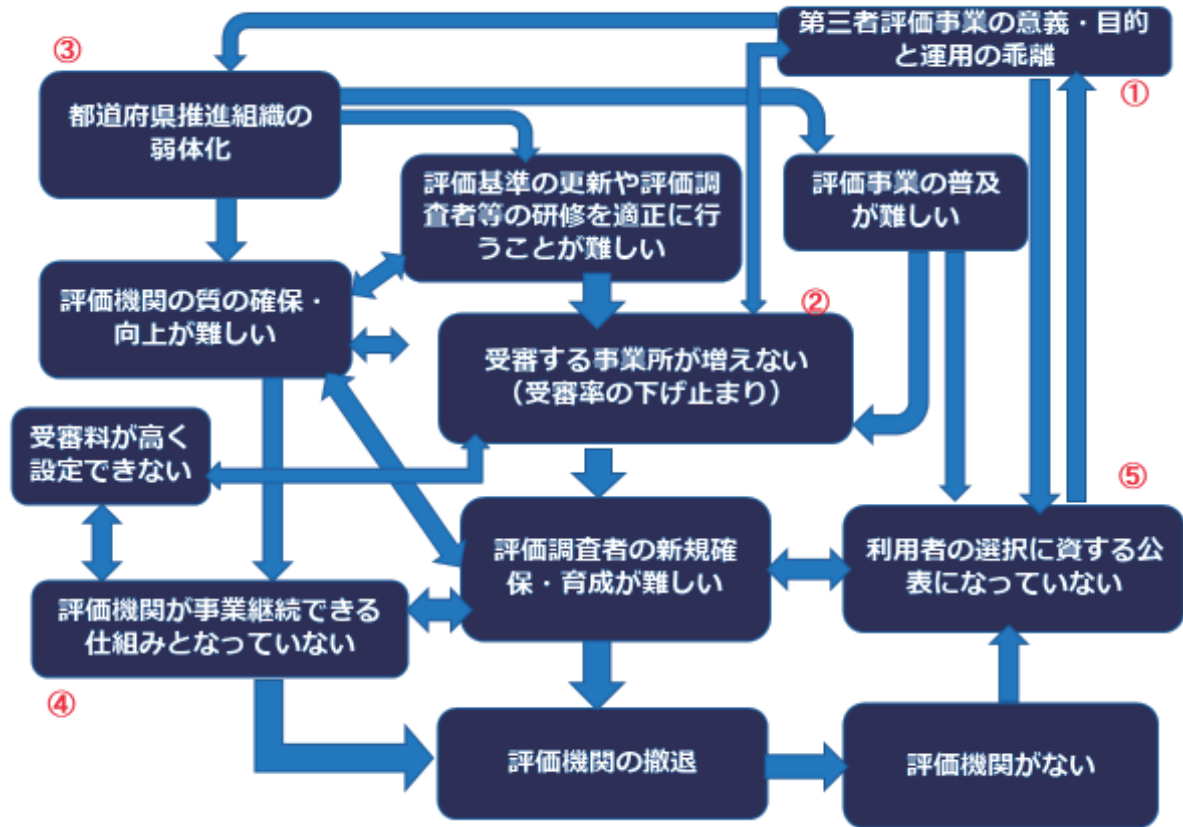 第三者評価事業の意義・目的
と運用の乖離
①
③
都道府県推進組織の
弱体化
評価基準の更新や評価調
査者等の研修を適正に行
うことが難しい
評価事業の普及
が難しい
評価機関の質の確保・
向上が難しい
②
受審する事業所が増えない
（受審率の下げ止まり）
受審料が高く
設定できない
⑤
評価調査者の新規確
保・育成が難しい
利用者の選択に資する公
表になっていない
評価機関が事業継続できる
仕組みとなっていない
④
評価機関の撤退
評価機関がない